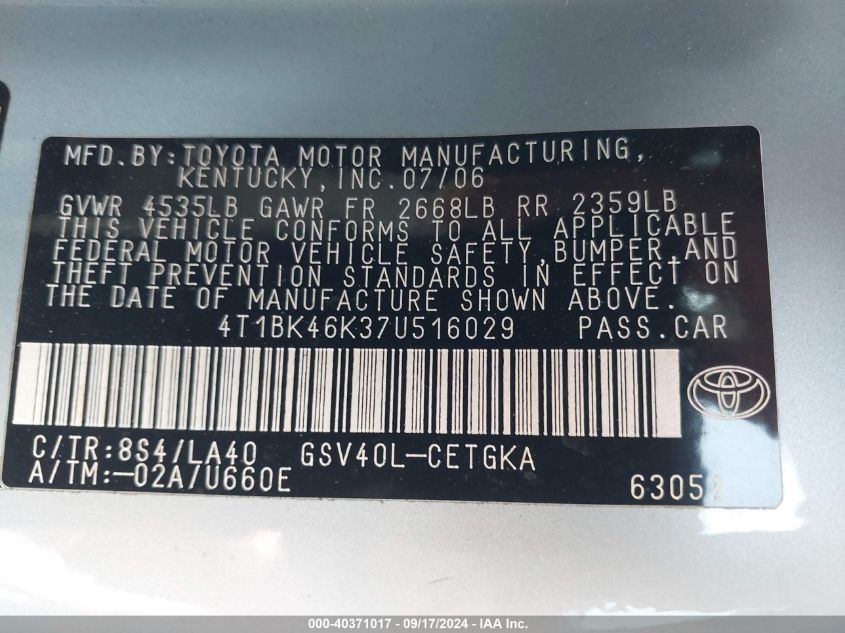 MFD.BY:TOYOTA MOTOR MANUFACTURING,
KENTUCKY,INC.07/06
GVWR 4535LB GAWR FR 2668LB RR 2359LB
THIS VEHICLE CONFORMS TO ALL APPLICABLE
FEDERAL MOTOR VEHICLE SAFETY,BUMPER,AND
THEFT PREVENTION STANDARDS IN EFFECT ON
THE DATE OF MANUFACTURE SHOWN ABOVE.
4T1BK46K37U516029 PASS.CAR
C/TR:8S4/LA40 GSV40L-CETGKA
A/TM:-02A/U660E
63052
000-40371017 - 09/17/2024 - IAA Inc.